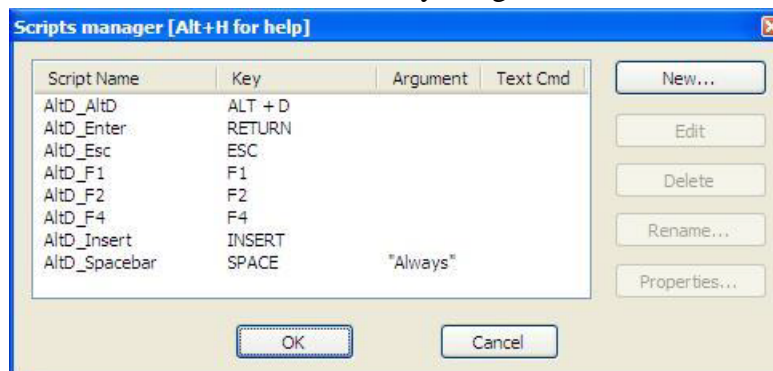 Scripts manager [Alt+H for help]
Script Name Key Argument Text Cmd
AltD_AltD ALT + D
AltD_Enter RETURN
AltD_Esc ESC
AltD_F1 F1
AltD_F2 F2
AltD_F4 F4
AltD_Insert INSERT
AltD_Spacebar SPACE "Always"
New...
Edit
Delete
Rename...
Properties...
OK Cancel